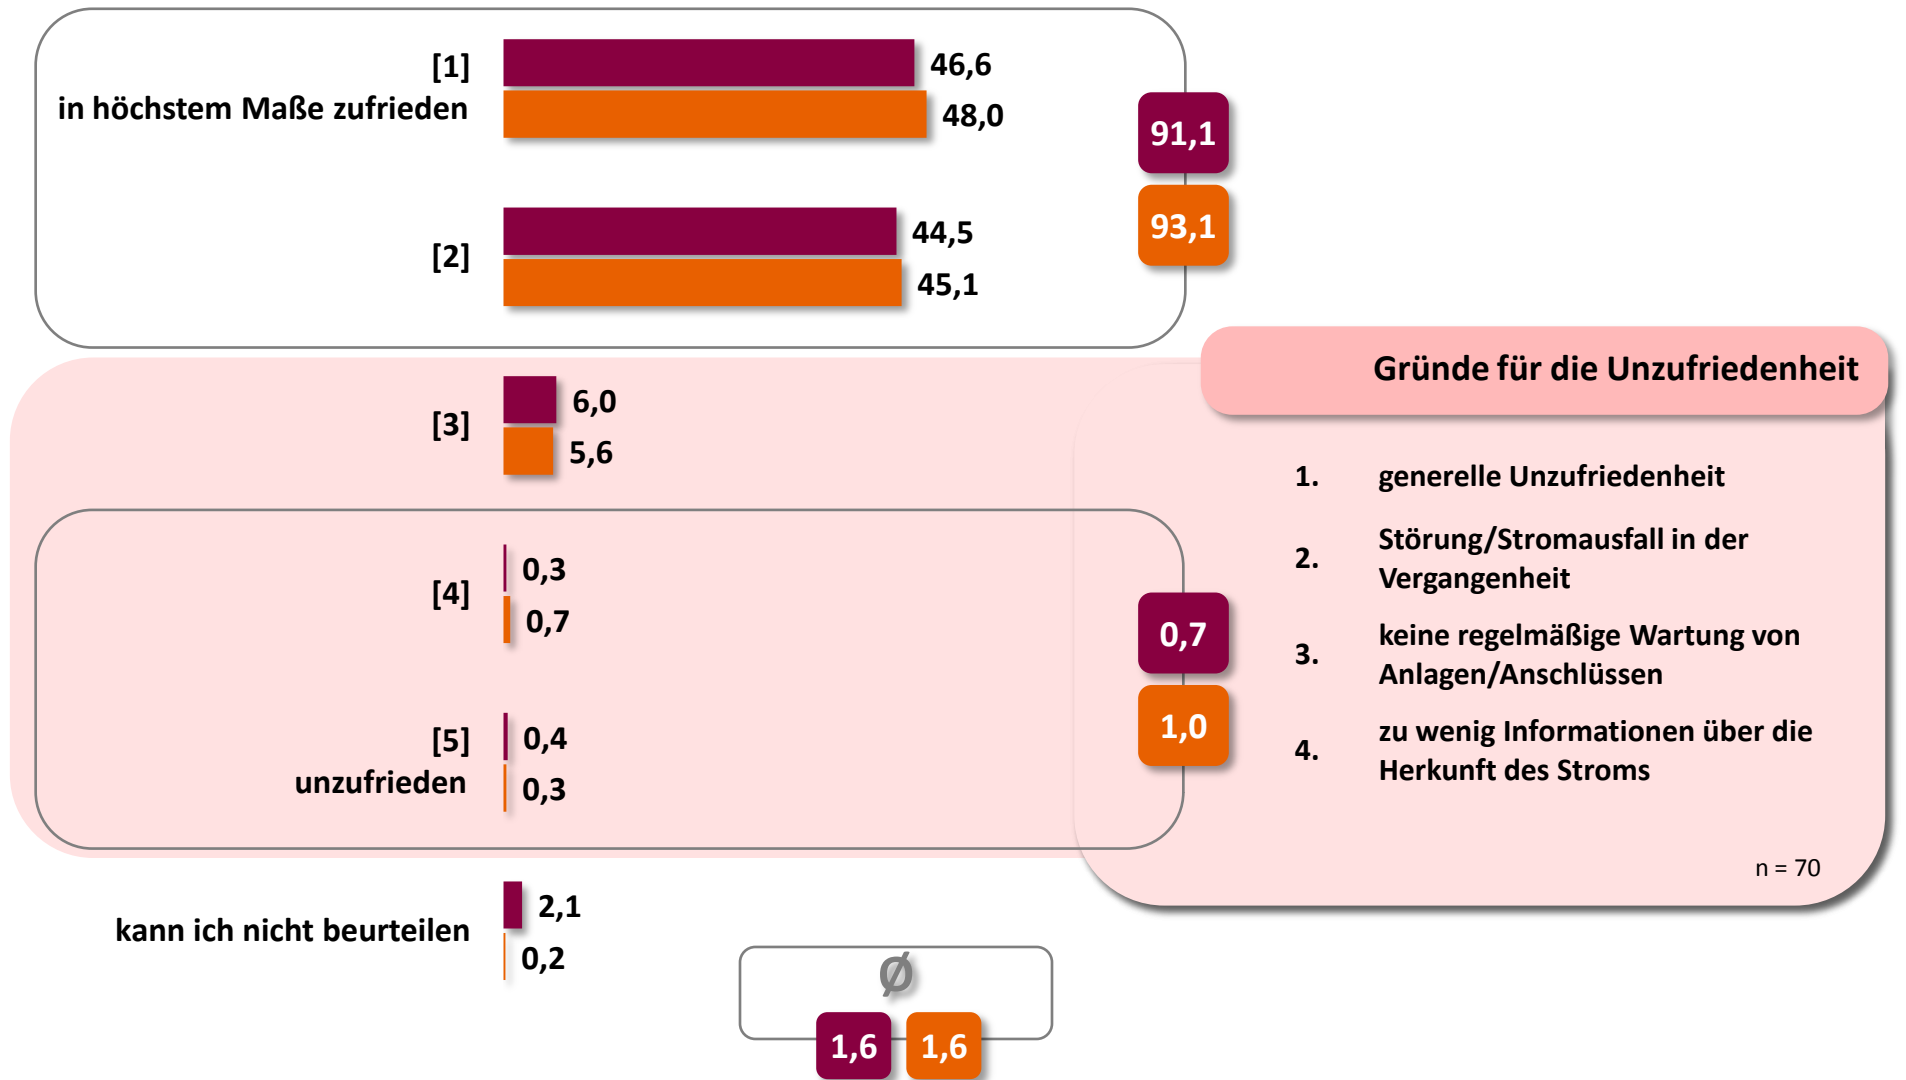 [1]
in höchstem Maße zufrieden
46,6
48,0
91,1
93,1
[2]
44,5
45,1
[3]
6,0
5,6
[4]
0,3
0,7
0,7
1,0
[5]
unzufrieden
0,4
0,3
kann ich nicht beurteilen
2,1
0,2
Ø
1,6 1,6
Gründe für die Unzufriedenheit
1. generelle Unzufriedenheit
2. Störung/Stromausfall in der
Vergangenheit
3. keine regelmäßige Wartung von
Anlagen/Anschlüssen
4. zu wenig Informationen über die
Herkunft des Stroms
n = 70